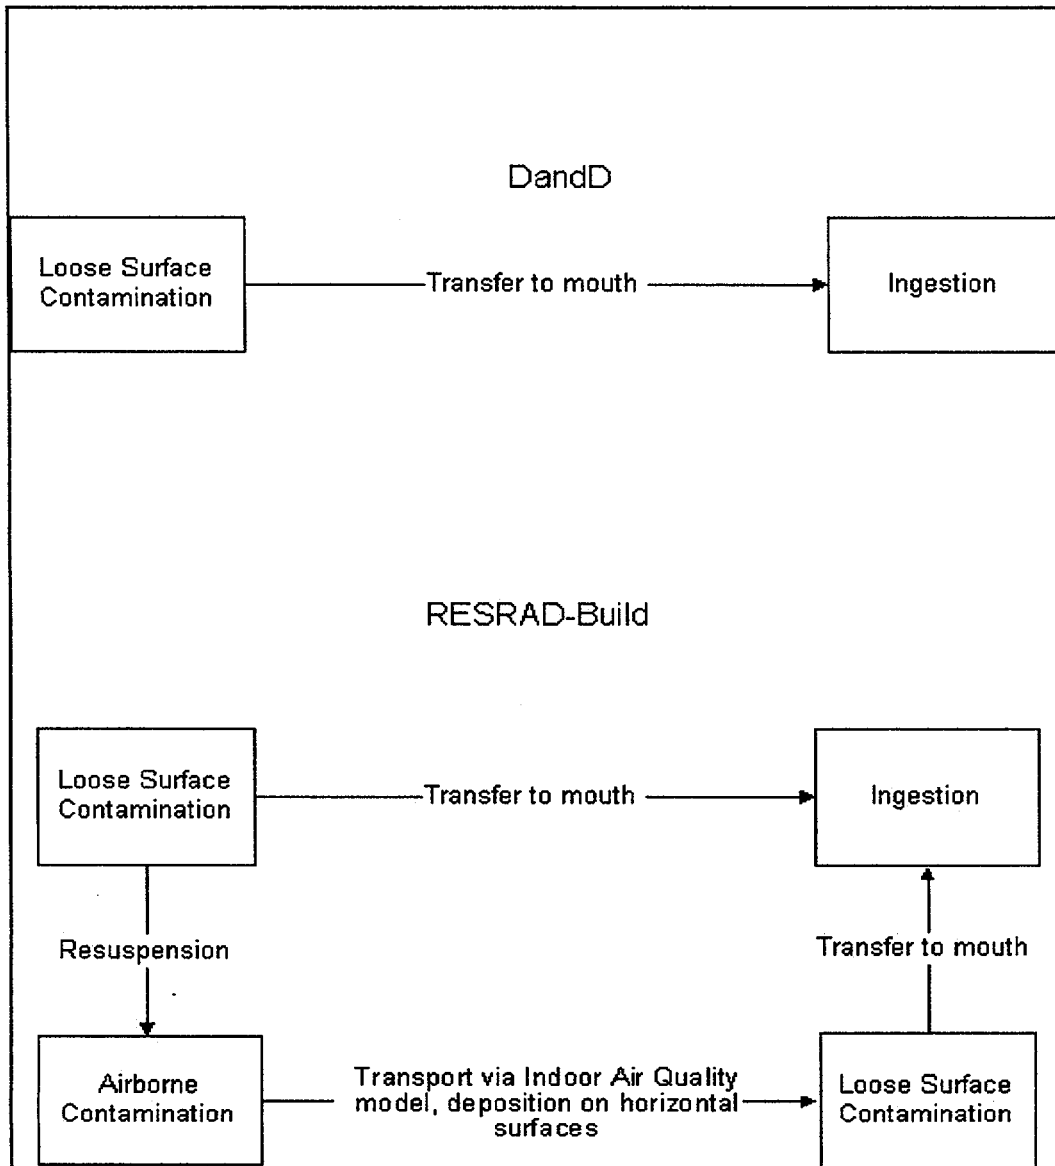 DandD
Loose Surface
Contamination
Transfer to mouth
Ingestion
RESRAD-Build
Loose Surface
Contamination
Transfer to mouth
Ingestion
Resuspension
Transfer to mouth
Airborne
Contamination
Transport via Indoor Air Quality
model, deposition on horizontal
surfaces
Loose Surface
Contamination